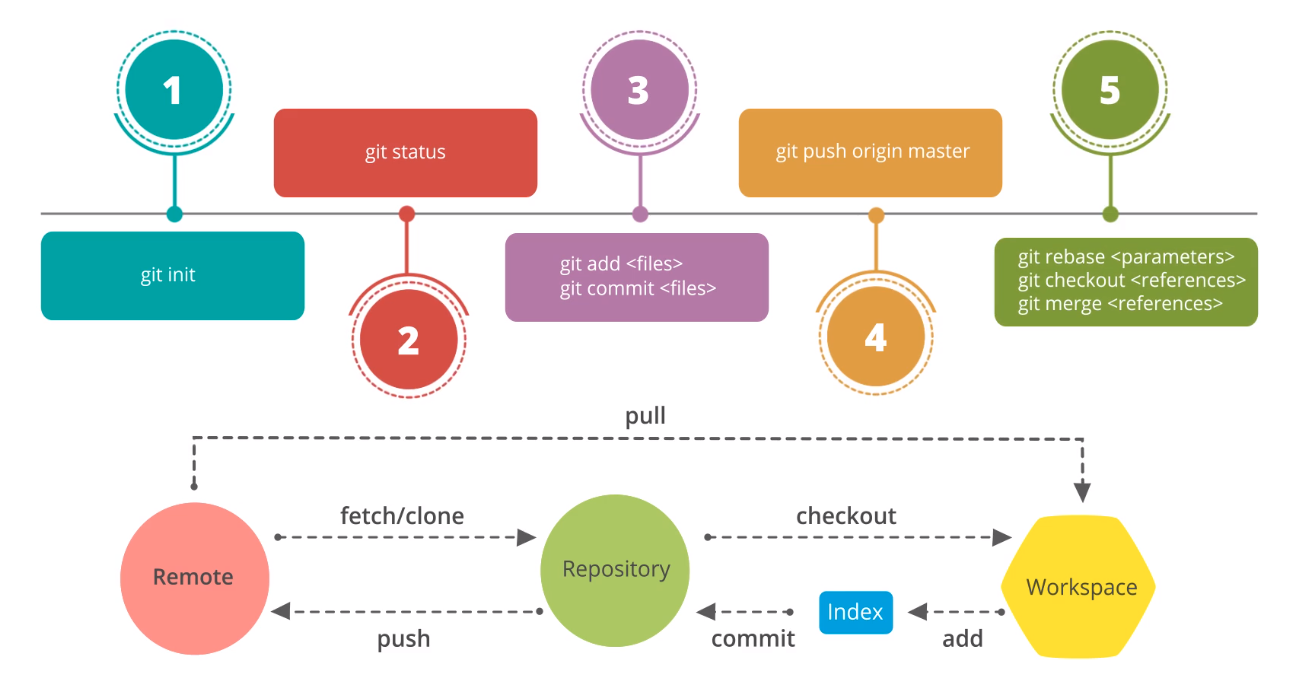 1
3
5
git status
git push origin master
git init
git add <files>
git commit <files>
git rebase <parameters>
git checkout <references>
git merge <references>
2
4
pull
fetch/clone
checkout
Remote
Repository
Workspace
Index
push
commit
add